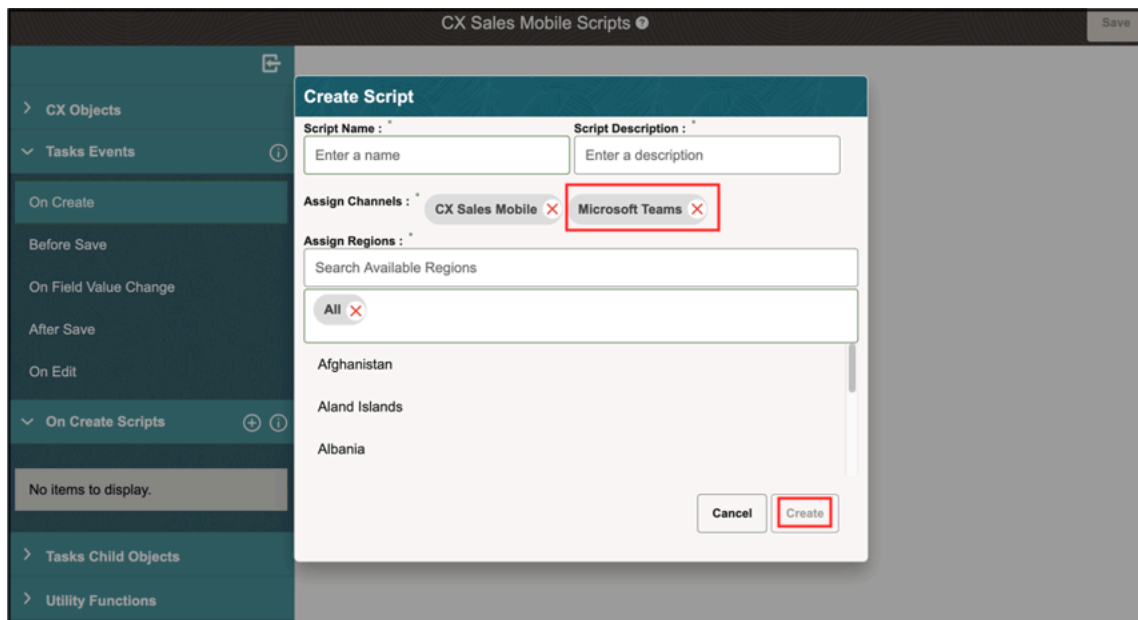 CX Sales Mobile Scripts ?
Save
CX Objects
Tasks Events
On Create
Before Save
On Field Value Change
After Save
On Edit
On Create Scripts
No items to display.
Tasks Child Objects
Utility Functions
Create Script
Script Name : * Script Description : *
Enter a name Enter a description
Assign Channels : * CX Sales Mobile Microsoft Teams
Assign Regions : *
Search Available Regions
All
Afghanistan
Aland Islands
Albania
Cancel Create